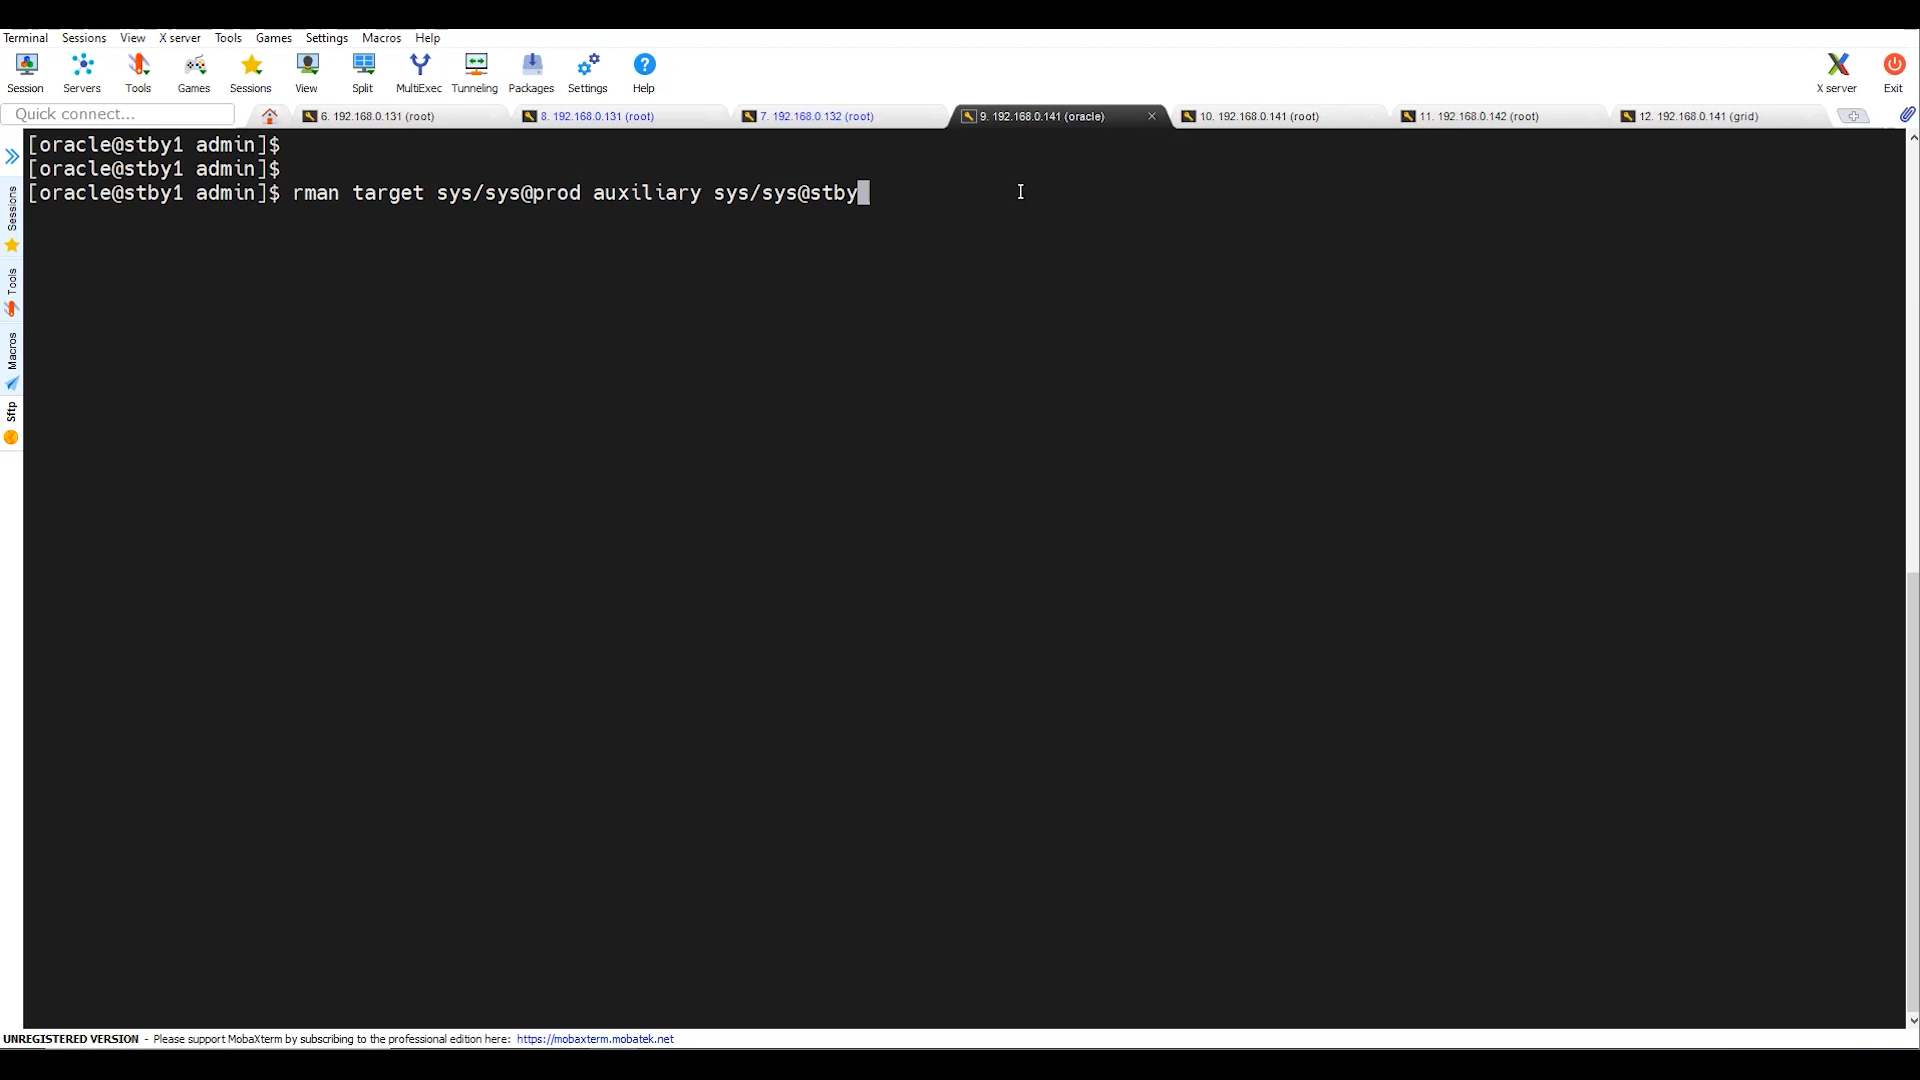 Terminal Sessions View X server Tools Games Settings Macros Help
Session Servers Tools Games Sessions View Split MultiExec Tunneling Packages Settings Help X server Exit
Quick connect... 6. 192.168.0.131 (root) 8. 192.168.0.131 (root) 7. 192.168.0.132 (root) 9. 192.168.0.141 (oracle) 10. 192.168.0.141 (root) 11. 192.168.0.142 (root) 12. 192.168.0.141 (grid)
[oracle@stby1 admin]$
[oracle@stby1 admin]$
[oracle@stby1 admin]$ rman target sys/sys@prod auxiliary sys/sys@stby
Sessions
Tools
Macros
Sftp
UNREGISTERED VERSION - Please support MobaXterm by subscribing to the professional edition here: https://mobaxterm.mobatek.net